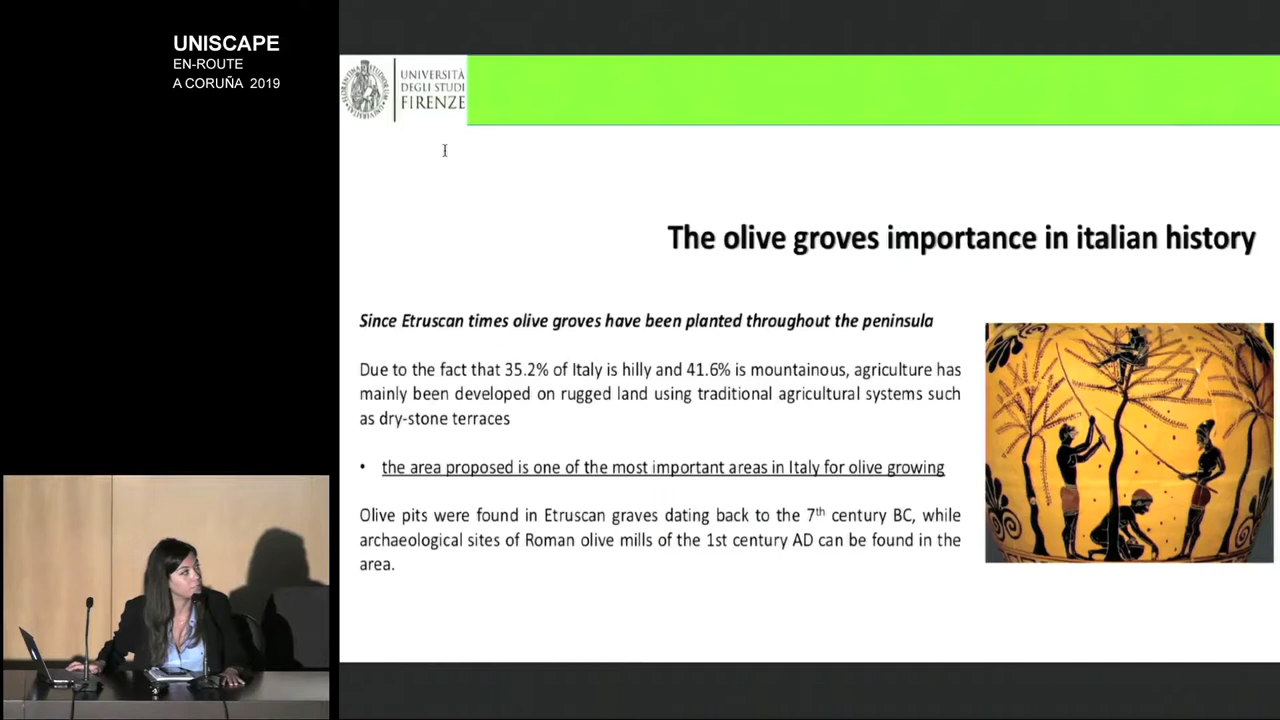 UNISCAPE
EN-ROUTE
A CORUÑA 2019
UNIVERSITÀ
DEGLI STUDI
FIRENZE
The olive groves importance in italian history
Since Etruscan times olive groves have been planted throughout the peninsula
Due to the fact that 35.2% of Italy is hilly and 41.6% is mountainous, agriculture has
mainly been developed on rugged land using traditional agricultural systems such
as dry-stone terraces
• the area proposed is one of the most important areas in Italy for olive growing
Olive pits were found in Etruscan graves dating back to the 7th century BC, while
archaeological sites of Roman olive mills of the 1st century AD can be found in the
area.